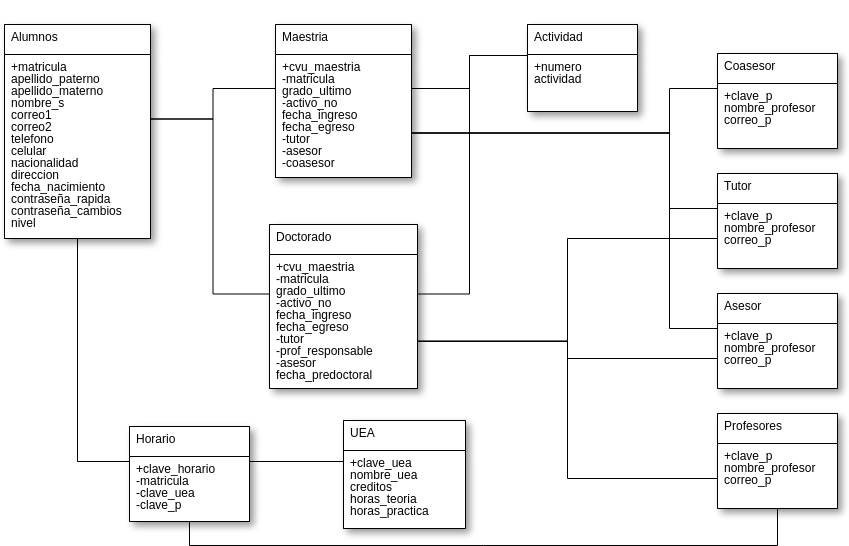 Alumnos
+matricula
apellido_paterno
apellido_materno
nombre_s
correo1
correo2
telefono
celular
nacionalidad
direccion
fecha_nacimiento
contraseña_rapida
contraseña_cambios
nivel
Maestria
+cvu_maestria
-matricula
grado_ultimo
-activo_no
fecha_ingreso
fecha_egreso
-tutor
-asesor
-coasesor
Actividad
+numero
actividad
Coasesor
+clave_p
nombre_profesor
correo_p
Tutor
+clave_p
nombre_profesor
correo_p
Doctorado
+cvu_maestria
-matricula
grado_ultimo
-activo_no
fecha_ingreso
fecha_egreso
-tutor
-prof_responsable
-asesor
fecha_predoctoral
Asesor
+clave_p
nombre_profesor
correo_p
Horario
+clave_horario
-matricula
-clave_uea
-clave_p
UEA
+clave_uea
nombre_uea
creditos
horas_teoria
horas_practica
Profesores
+clave_p
nombre_profesor
correo_p